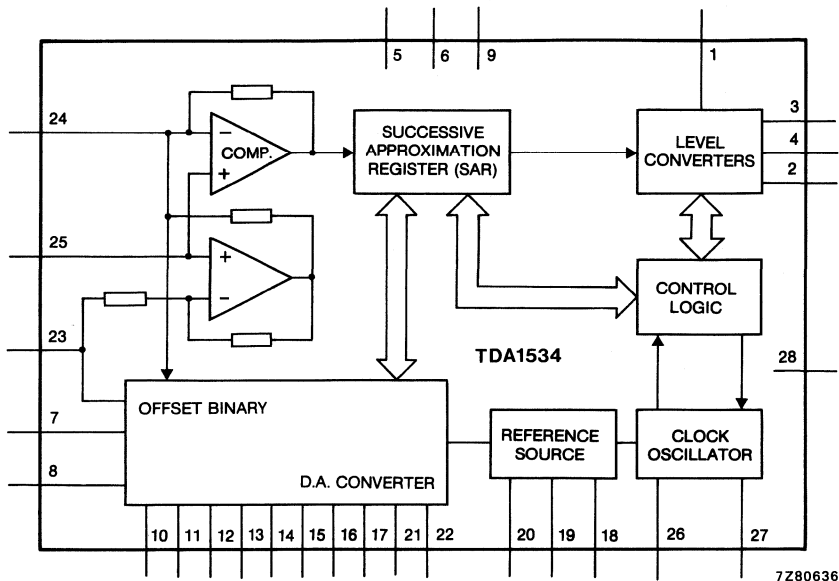 5
6
9
1
24
COMP.
−
+
SUCCESSIVE
APPROXIMATION
REGISTER (SAR)
LEVEL
CONVERTERS
3
4
2
25
+
−
23
CONTROL
LOGIC
TDA1534
28
OFFSET BINARY
D.A. CONVERTER
7
8
REFERENCE
SOURCE
CLOCK
OSCILLATOR
10
11
12
13
14
15
16
17
21
22
20
19
18
26
27
7Z80636